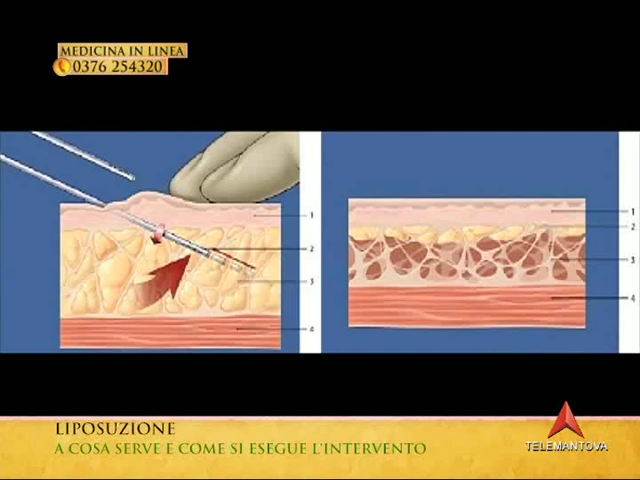 MEDICINA IN LINEA
0376 254320
1
2
3
4
1
2
3
4
LIPOSUZIONE
A COSA SERVE E COME SI ESEGUE L'INTERVENTO
TELEMANTOVA